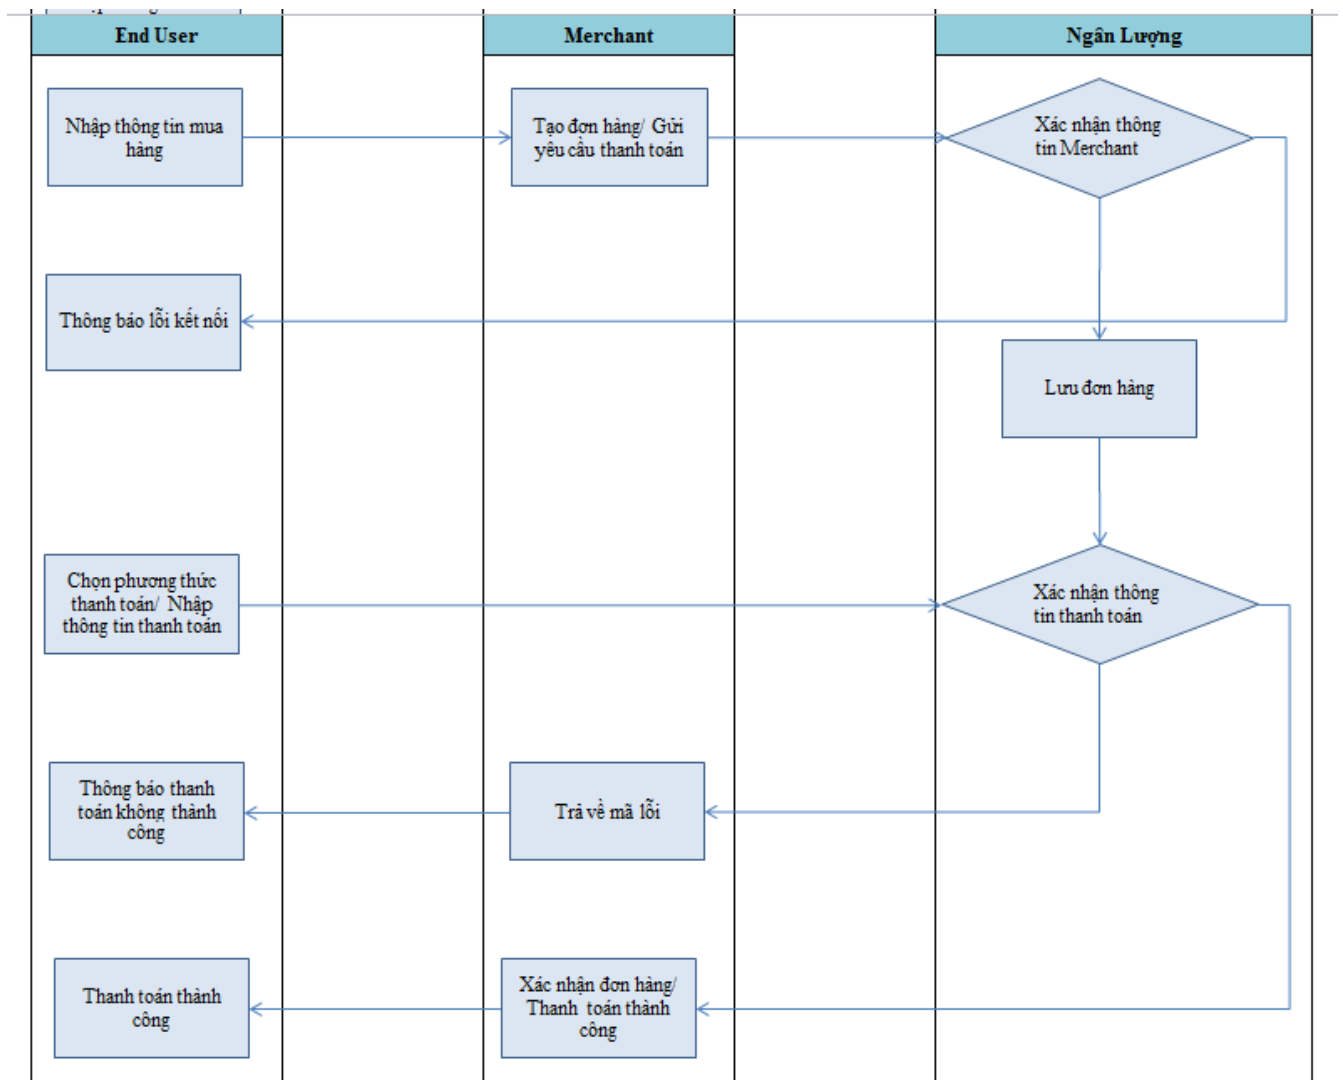 End User
Merchant
Ngân Lượng
Nhập thông tin mua
hàng
Tạo đơn hàng/ Gửi
yêu cầu thanh toán
Xác nhận thông
tin Merchant
Thông báo lỗi kết nối
Lưu đơn hàng
Chọn phương thức
thanh toán/ Nhập
thông tin thanh toán
Xác nhận thông
tin thanh toán
Thông báo thanh
toán không thành
công
Trả về mã lỗi
Thanh toán thành
công
Xác nhận đơn hàng/
Thanh toán thành
công